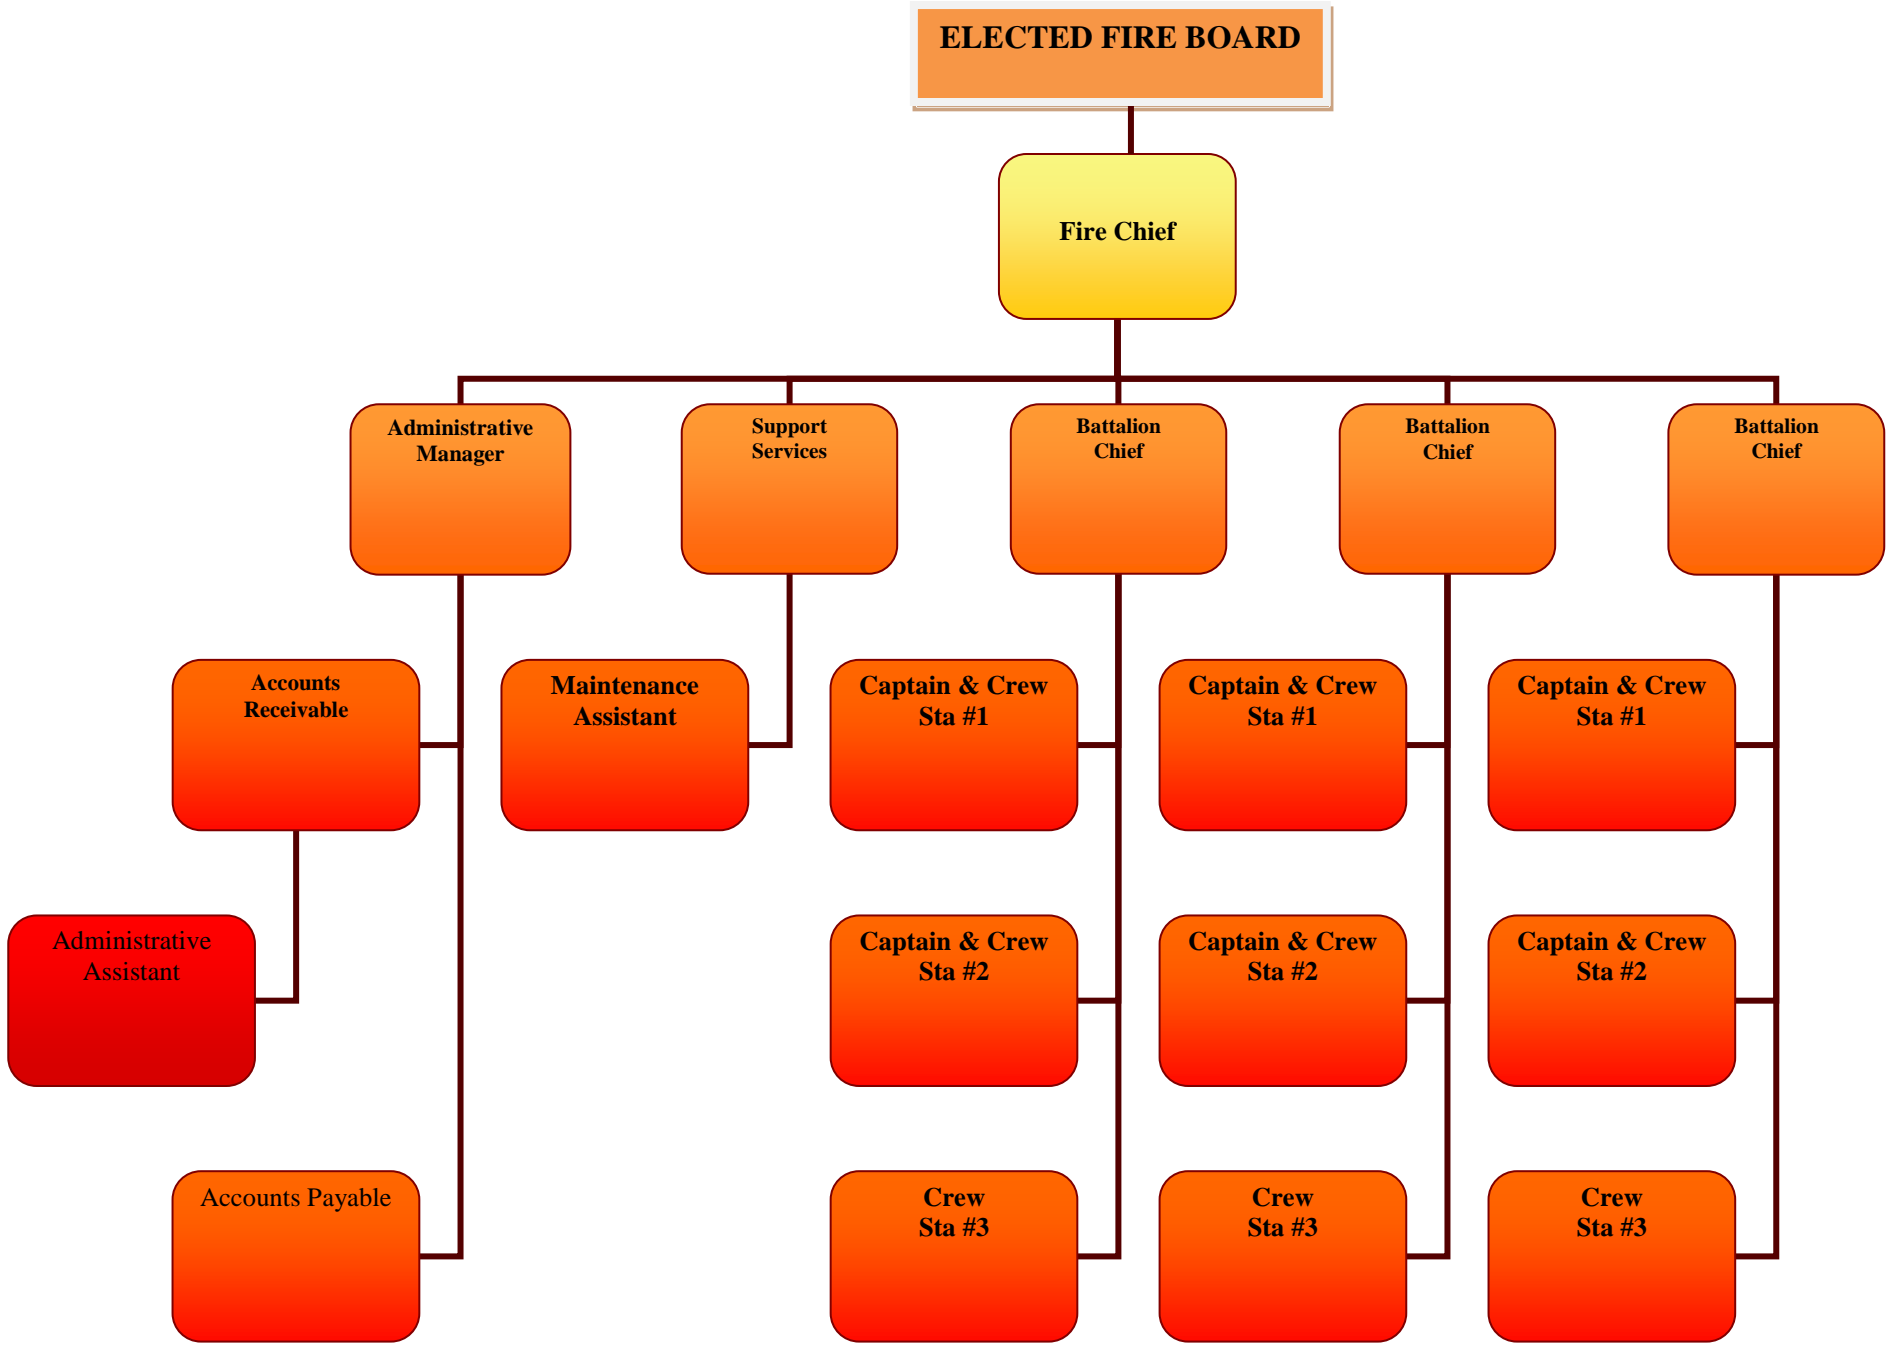 ELECTED FIRE BOARD
Fire Chief
Administrative
Manager
Support
Services
Battalion
Chief
Battalion
Chief
Battalion
Chief
Accounts
Receivable
Maintenance
Assistant
Captain & Crew
Sta #1
Captain & Crew
Sta #1
Captain & Crew
Sta #1
Administrative
Assistant
Captain & Crew
Sta #2
Captain & Crew
Sta #2
Captain & Crew
Sta #2
Accounts Payable
Crew
Sta #3
Crew
Sta #3
Crew
Sta #3